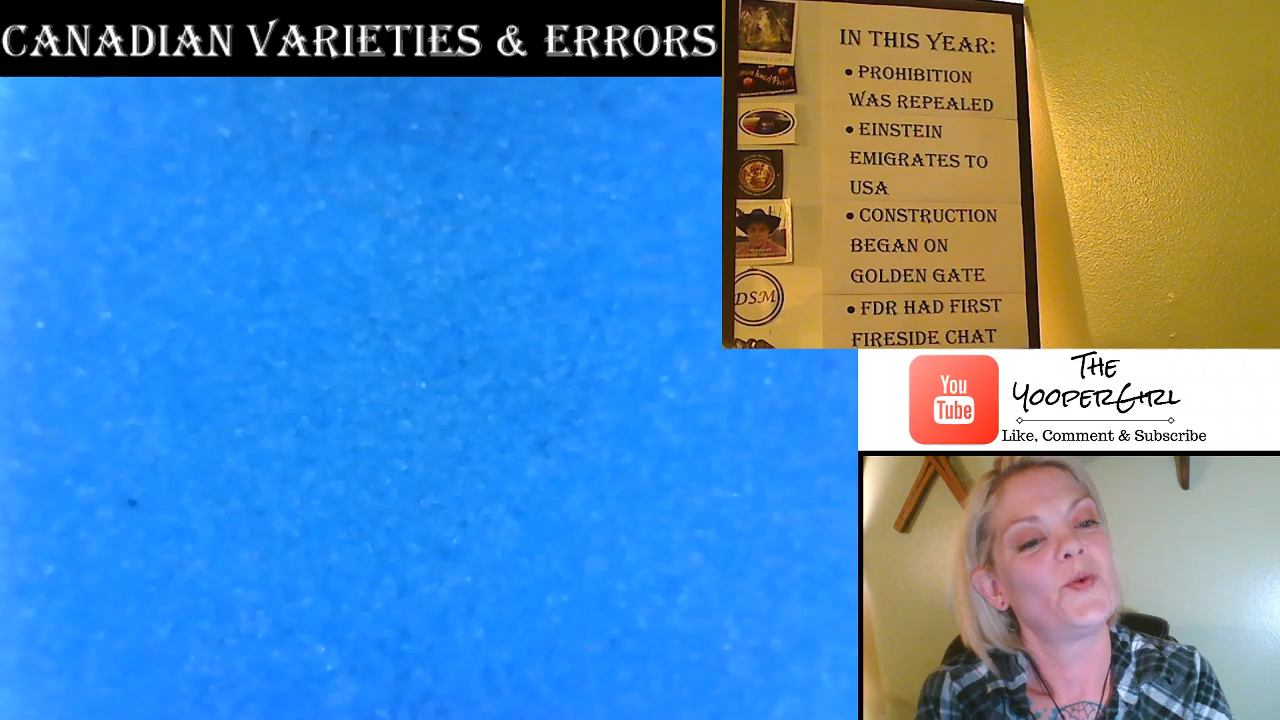 CANADIAN VARIETIES & ERRORS
IN THIS YEAR:
• PROHIBITION
WAS REPEALED
• EINSTEIN
EMIGRATES TO
USA
• CONSTRUCTION
BEGAN ON
GOLDEN GATE
• FDR HAD FIRST
FIRESIDE CHAT
DSM
You
Tube
The
YooperGirl
Like, Comment & Subscribe